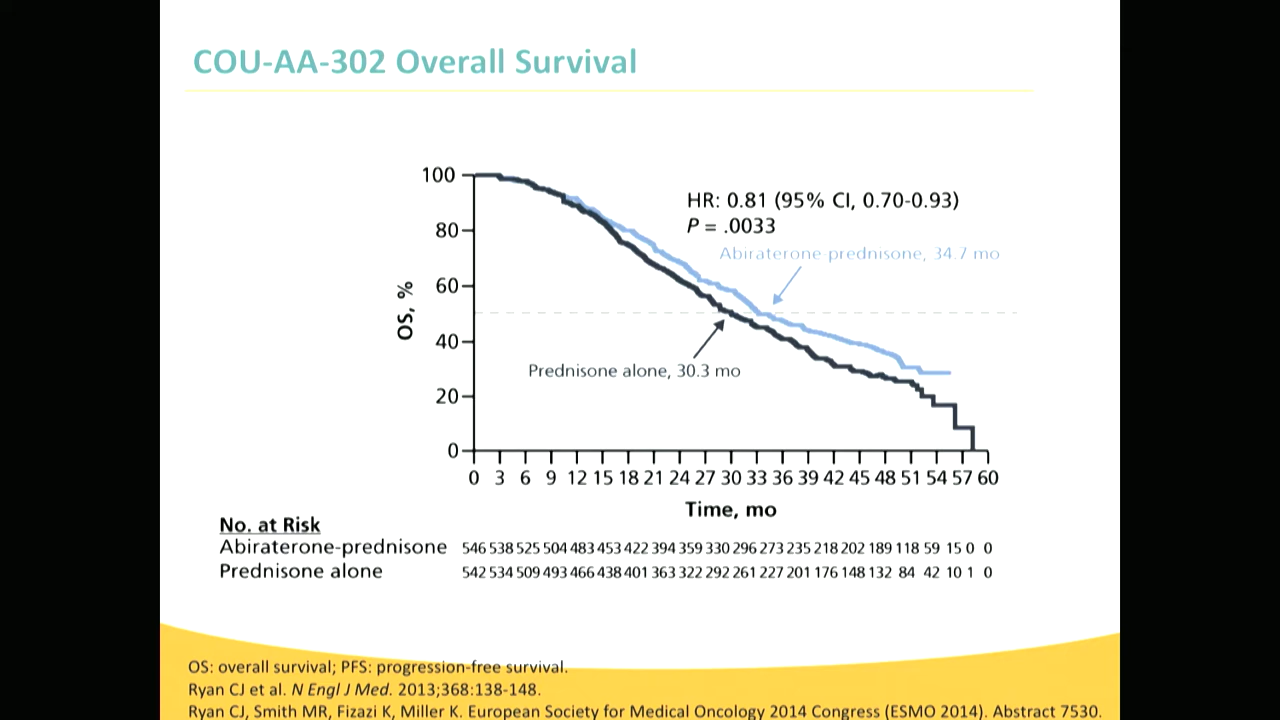 COU-AA-302 Overall Survival
100
80
60
40
20
0
OS, %
HR: 0.81 (95% CI, 0.70-0.93)
P = .0033
Abiraterone-prednisone, 34.7 mo
Prednisone alone, 30.3 mo
0 3 6 9 12 15 18 21 24 27 30 33 36 39 42 45 48 51 54 57 60
Time, mo
No. at Risk
Abiraterone-prednisone 546 538 525 504 483 453 422 394 359 330 296 273 235 218 202 189 118 59 15 0 0
Prednisone alone 542 534 509 493 466 438 401 363 322 292 261 227 201 176 148 132 84 42 10 1 0
OS: overall survival; PFS: progression-free survival.
Ryan CJ et al. N Engl J Med. 2013;368:138-148.
Ryan CJ, Smith MR, Fizazi K, Miller K. European Society for Medical Oncology 2014 Congress (ESMO 2014). Abstract 7530.